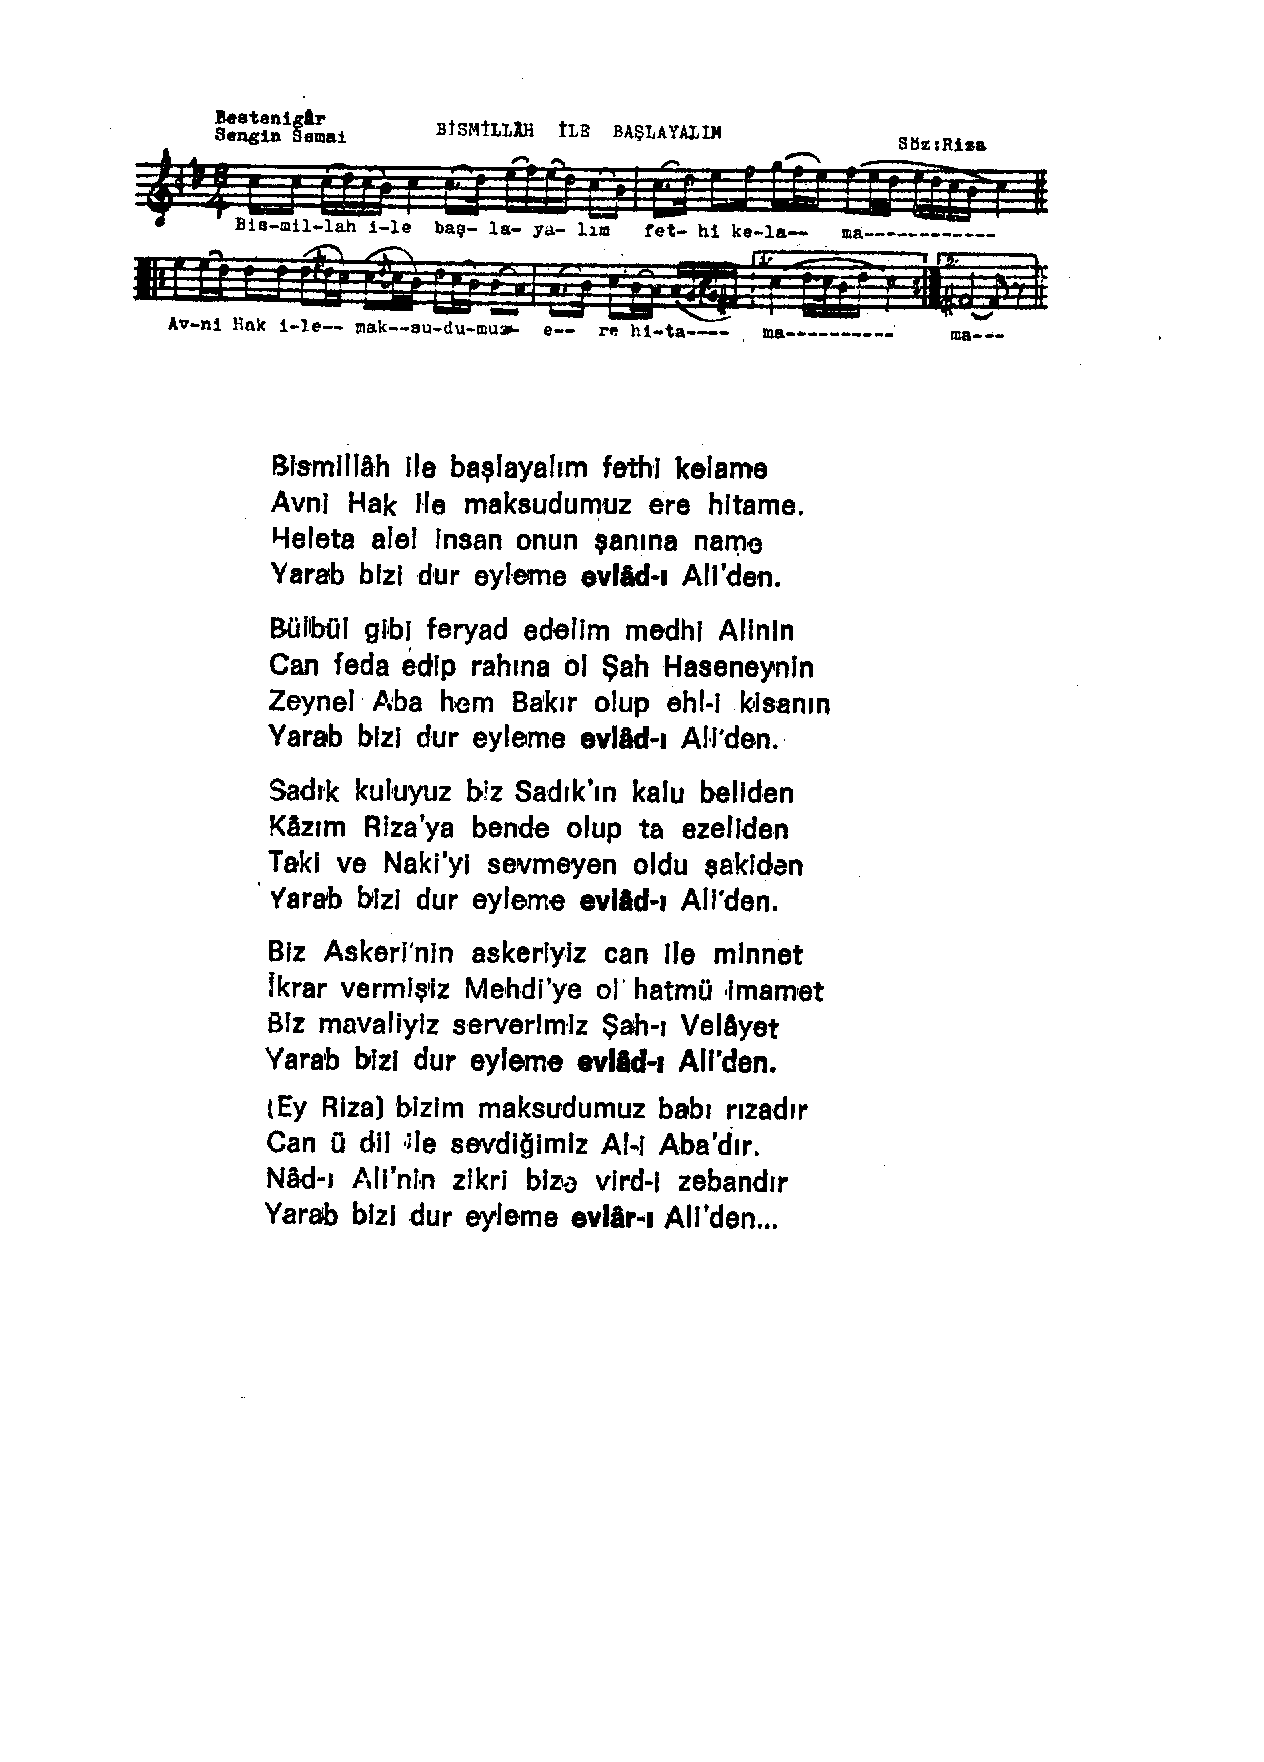 Bestenigâr
Sengin Semai
BİSMİLLÂH İLE BAŞLAYALIM
Söz:Riza
Bis-mil-lah i-le baş- la- ya- lım fet- hi ke-la-- ma-------------
1. 2.
Av-ni Hak i-le-- mak--su-du-muz- e-- re hi-ta---- ma----------- ma---
Bismillâh ile başlayalım fethi kelame
Avni Hak ile maksudumuz ere hitame.
Heleta alel insan onun şanına name
Yarab bizi dur eyleme evlâd-ı Ali'den.
Bülbül gibi feryad edelim medhi Alinin
Can feda edip rahına ol Şah Haseneynin
Zeynel Aba hem Bakır olup ehl-i kisanın
Yarab bizi dur eyleme evlâd-ı Ali'den.
Sadık kuluyuz biz Sadık'ın kalu beliden
Kâzım Riza'ya bende olup ta ezeliden
Taki ve Naki'yi sevmeyen oldu şakiden
Yarab bizi dur eyleme evlâd-ı Ali'den.
Biz Askeri'nin askeriyiz can ile minnet
İkrar vermişiz Mehdi'ye ol hatmü imamet
Biz mavaliyiz serverimiz Şah-ı Velâyet
Yarab bizi dur eyleme evlâd-ı Ali'den.
(Ey Riza) bizim maksudumuz babı rızadır
Can ü dil ile sevdiğimiz Al-i Aba'dır.
Nâd-ı Ali'nin zikri bize vird-i zebandır
Yarab bizi dur eyleme evlâr-ı Ali'den...